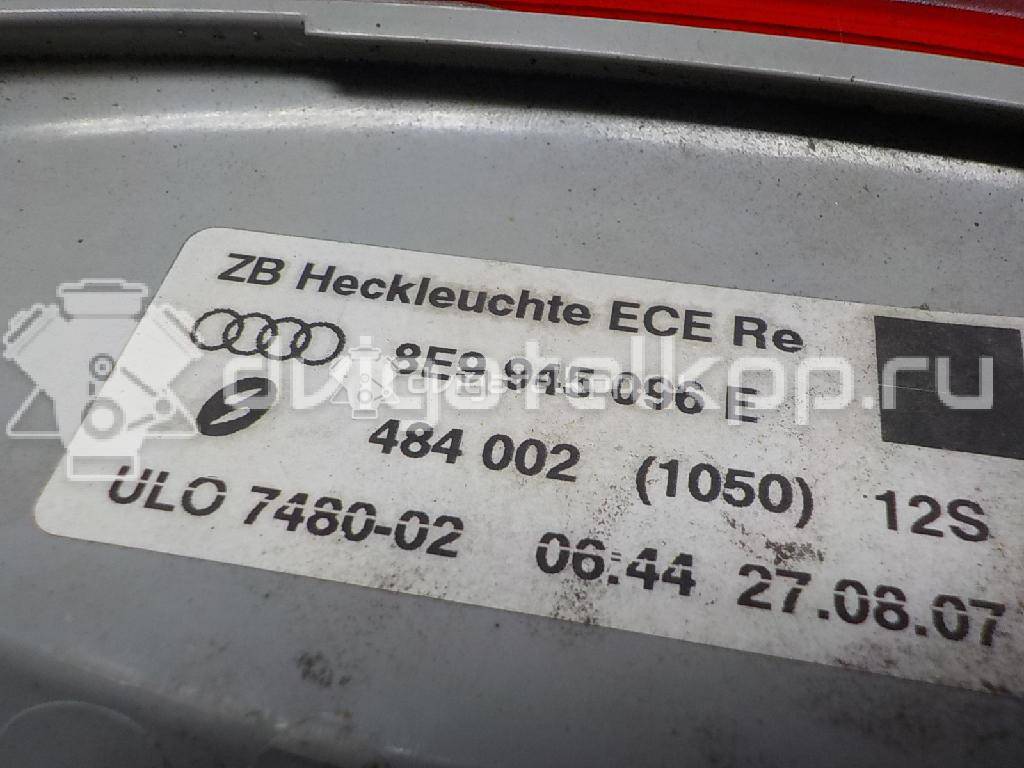 ZB Heckleuchte ECE Re
8E9 945 096 E
484 002 (1050) 12S
ULO 7480-02 06:44 27.08.07
dvigatelkpp.ru